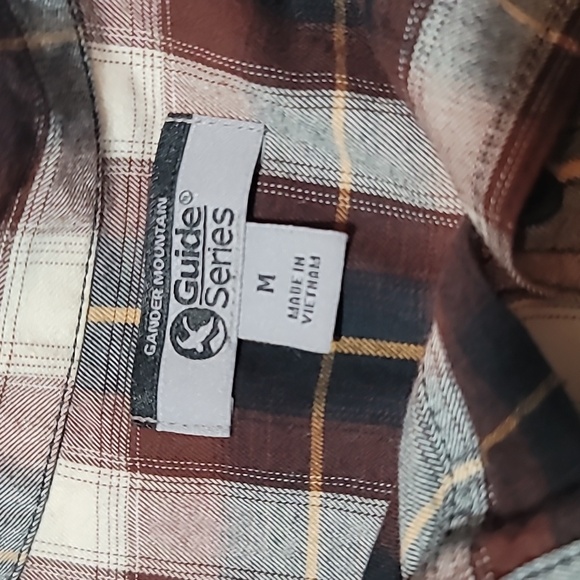 GANDER MOUNTAIN
Guide®
Series
M
MADE IN
VIETNAM